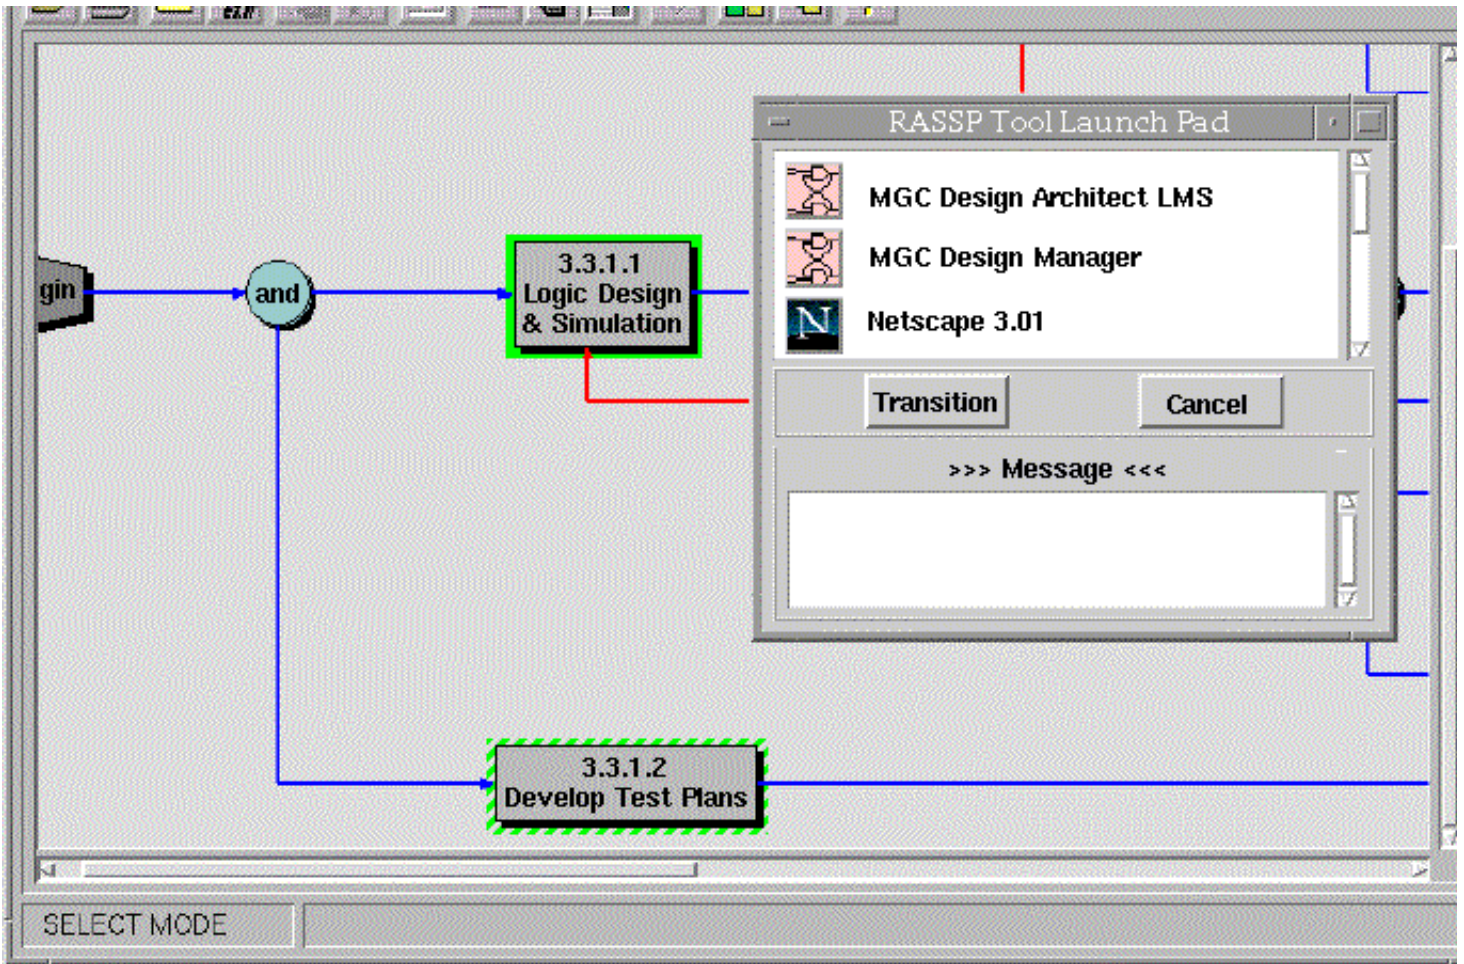 RASSP Tool Launch Pad
MGC Design Architect LMS
MGC Design Manager
N
Netscape 3.01
Transition
Cancel
>>> Message <<<
gin
and
3.3.1.1
Logic Design
& Simulation
3.3.1.2
Develop Test Plans
SELECT MODE